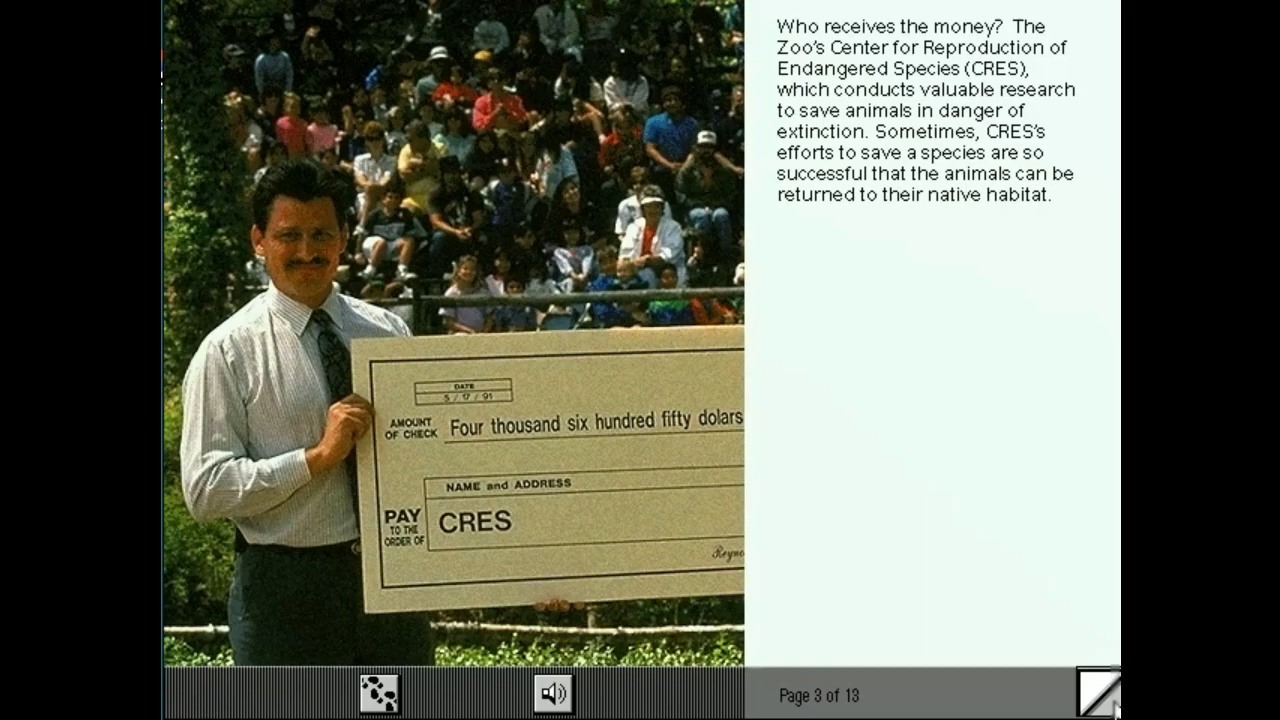 Who receives the money?  The
Zoo's Center for Reproduction of
Endangered Species (CRES),
which conducts valuable research
to save animals in danger of
extinction. Sometimes, CRES's
efforts to save a species are so
successful that the animals can be
returned to their native habitat.
DATE
5 / 17 / 91
AMOUNT
OF CHECK
Four thousand six hundred fifty dolars
NAME and ADDRESS
PAY
TO THE
ORDER OF
CRES
Page 3 of 13